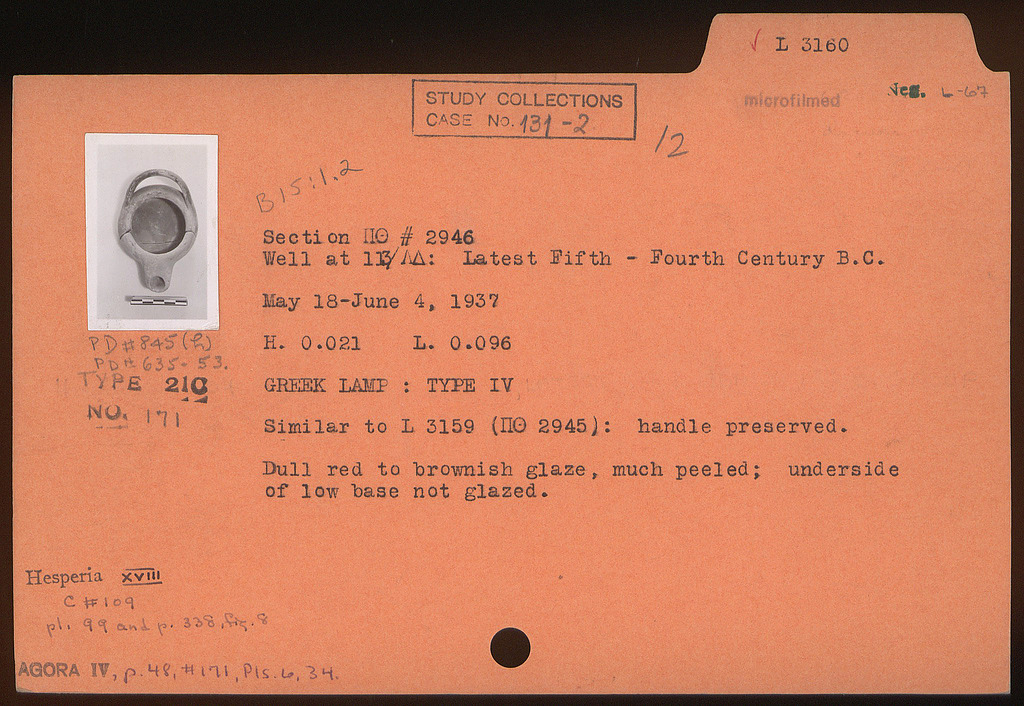 ✓ L 3160
Neg. L-67
microfilmed
STUDY COLLECTIONS
CASE No. 131-2
12
B 15:1.2
Section ΠΘ # 2946
Well at 113/ΛΔ: Latest Fifth - Fourth Century B.C.
May 18-June 4, 1937
H. 0.021 L. 0.096
GREEK LAMP : TYPE IV
Similar to L 3159 (ΠΘ 2945): handle preserved.
Dull red to brownish glaze, much peeled; underside
of low base not glazed.
PD#845(h)
PD# 635-53.
TYPE 21C
NO. 171
Hesperia XVIII
C #109
pl. 99 and p. 338, fig. 8
AGORA IV, p. 48, #171, Pls. 6, 34.